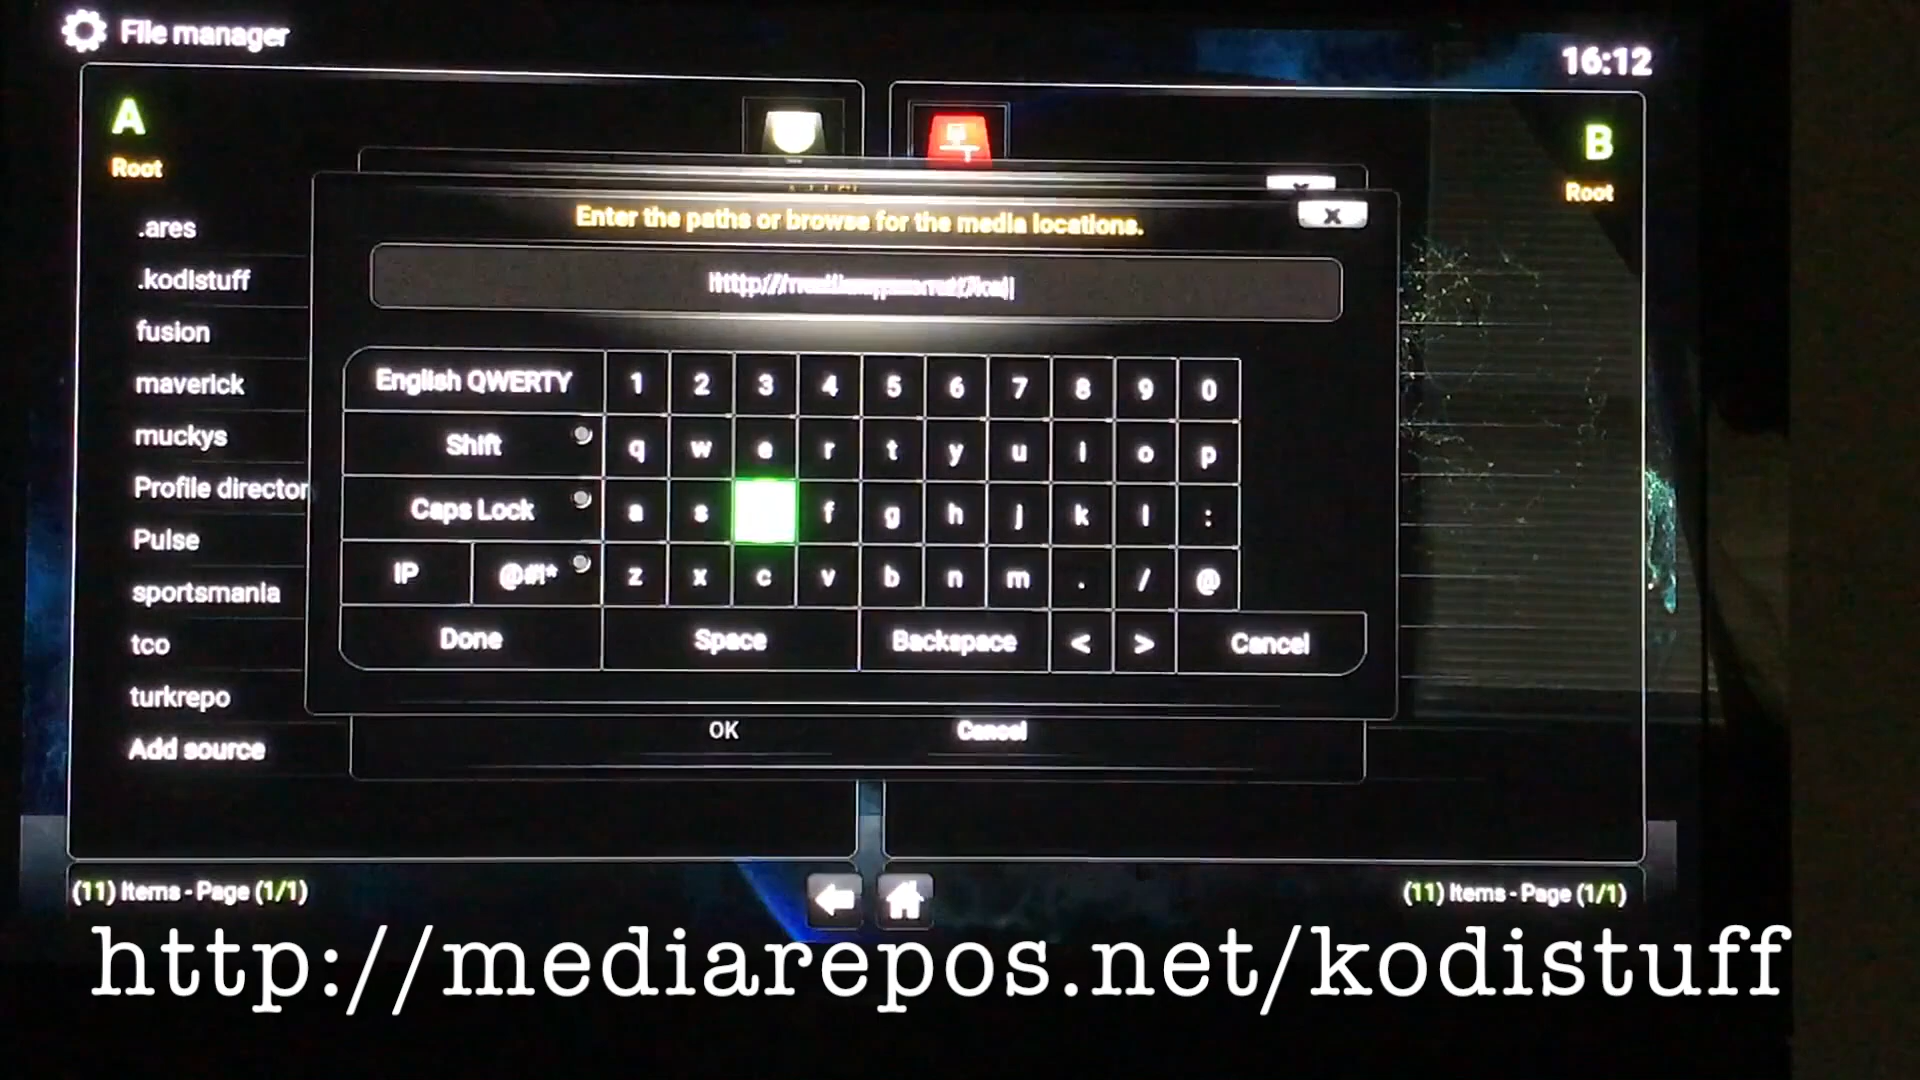 File manager
16:12
A
B
Root
Root
.ares
.kodistuff
fusion
maverick
muckys
Profile director
Pulse
sportsmania
tco
turkrepo
Add source
Enter the paths or browse for the media locations.
English QWERTY 1 2 3 4 5 6 7 8 9 0
Shift q w e r t y u i o p
Caps Lock a s f g h j k l :
IP @#!* z x c v b n m . / @
Done Space Backspace < > Cancel
OK Cancel
(11) Items - Page (1/1)
(11) Items - Page (1/1)
http://mediarepos.net/kodistuff